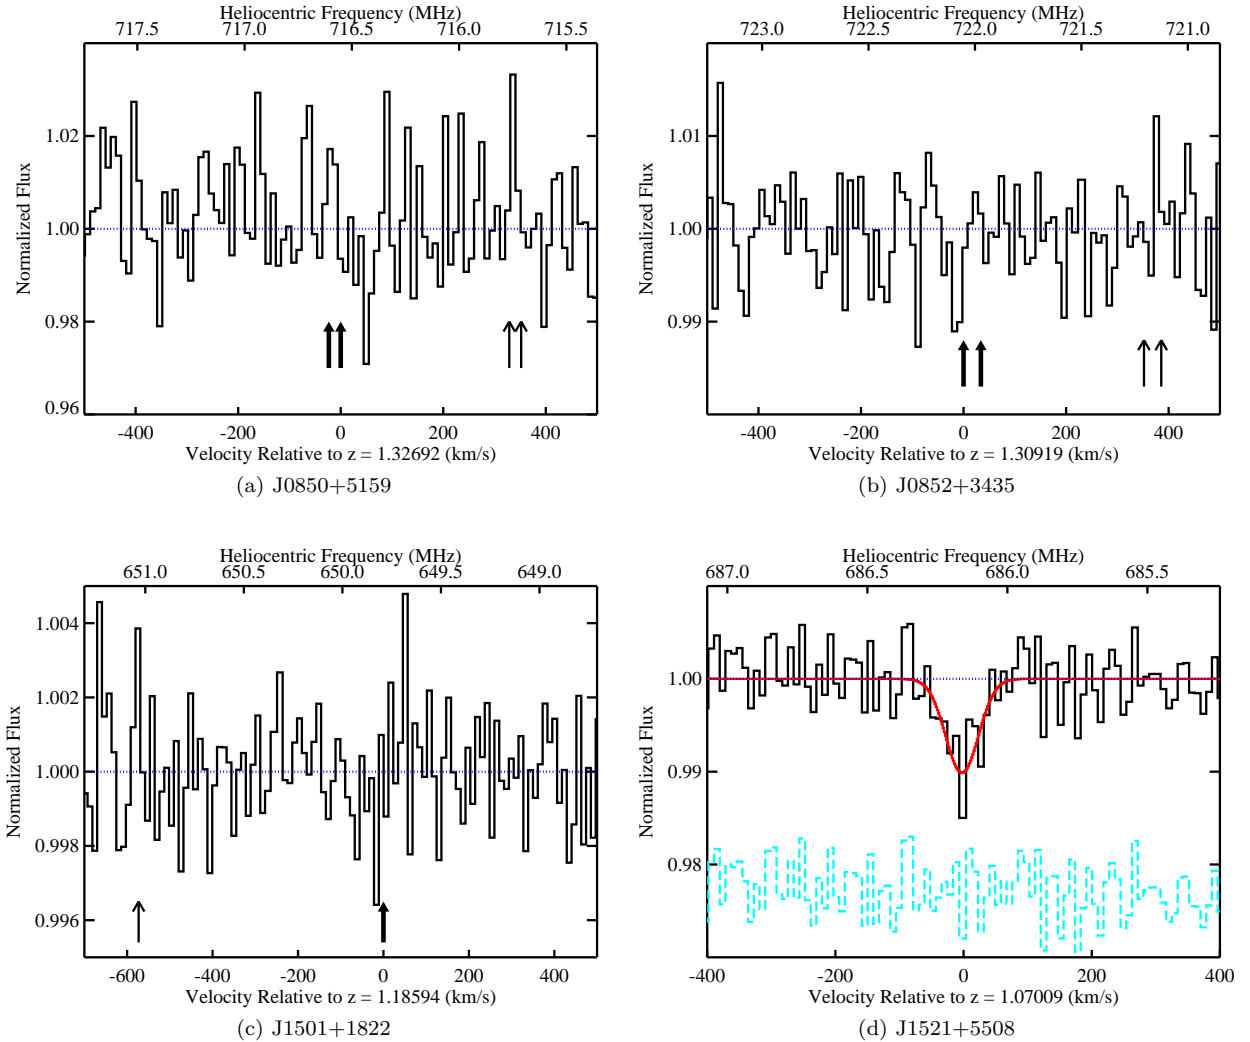 Heliocentric Frequency (MHz)
717.5 717.0 716.5 716.0 715.5
1.02
1.00
0.98
0.96
Normalized Flux
-400 -200 0 200 400
Velocity Relative to z = 1.32692 (km/s)
(a) J0850+5159
Heliocentric Frequency (MHz)
723.0 722.5 722.0 721.5 721.0
1.01
1.00
0.99
Normalized Flux
-400 -200 0 200 400
Velocity Relative to z = 1.30919 (km/s)
(b) J0852+3435
Heliocentric Frequency (MHz)
651.0 650.5 650.0 649.5 649.0
1.004
1.002
1.000
0.998
0.996
Normalized Flux
-600 -400 -200 0 200 400
Velocity Relative to z = 1.18594 (km/s)
(c) J1501+1822
Heliocentric Frequency (MHz)
687.0 686.5 686.0 685.5
1.00
0.99
0.98
Normalized Flux
-400 -200 0 200 400
Velocity Relative to z = 1.07009 (km/s)
(d) J1521+5508